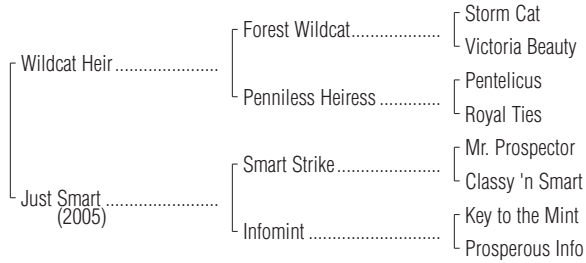 Storm Cat
Forest Wildcat...................
Victoria Beauty
Wildcat Heir ......................
Pentelicus
Penniless Heiress .............
Royal Ties
Mr. Prospector
Smart Strike......................
Classy 'n Smart
Just Smart ........................
(2005)
Key to the Mint
Infomint ............................
Prosperous Info